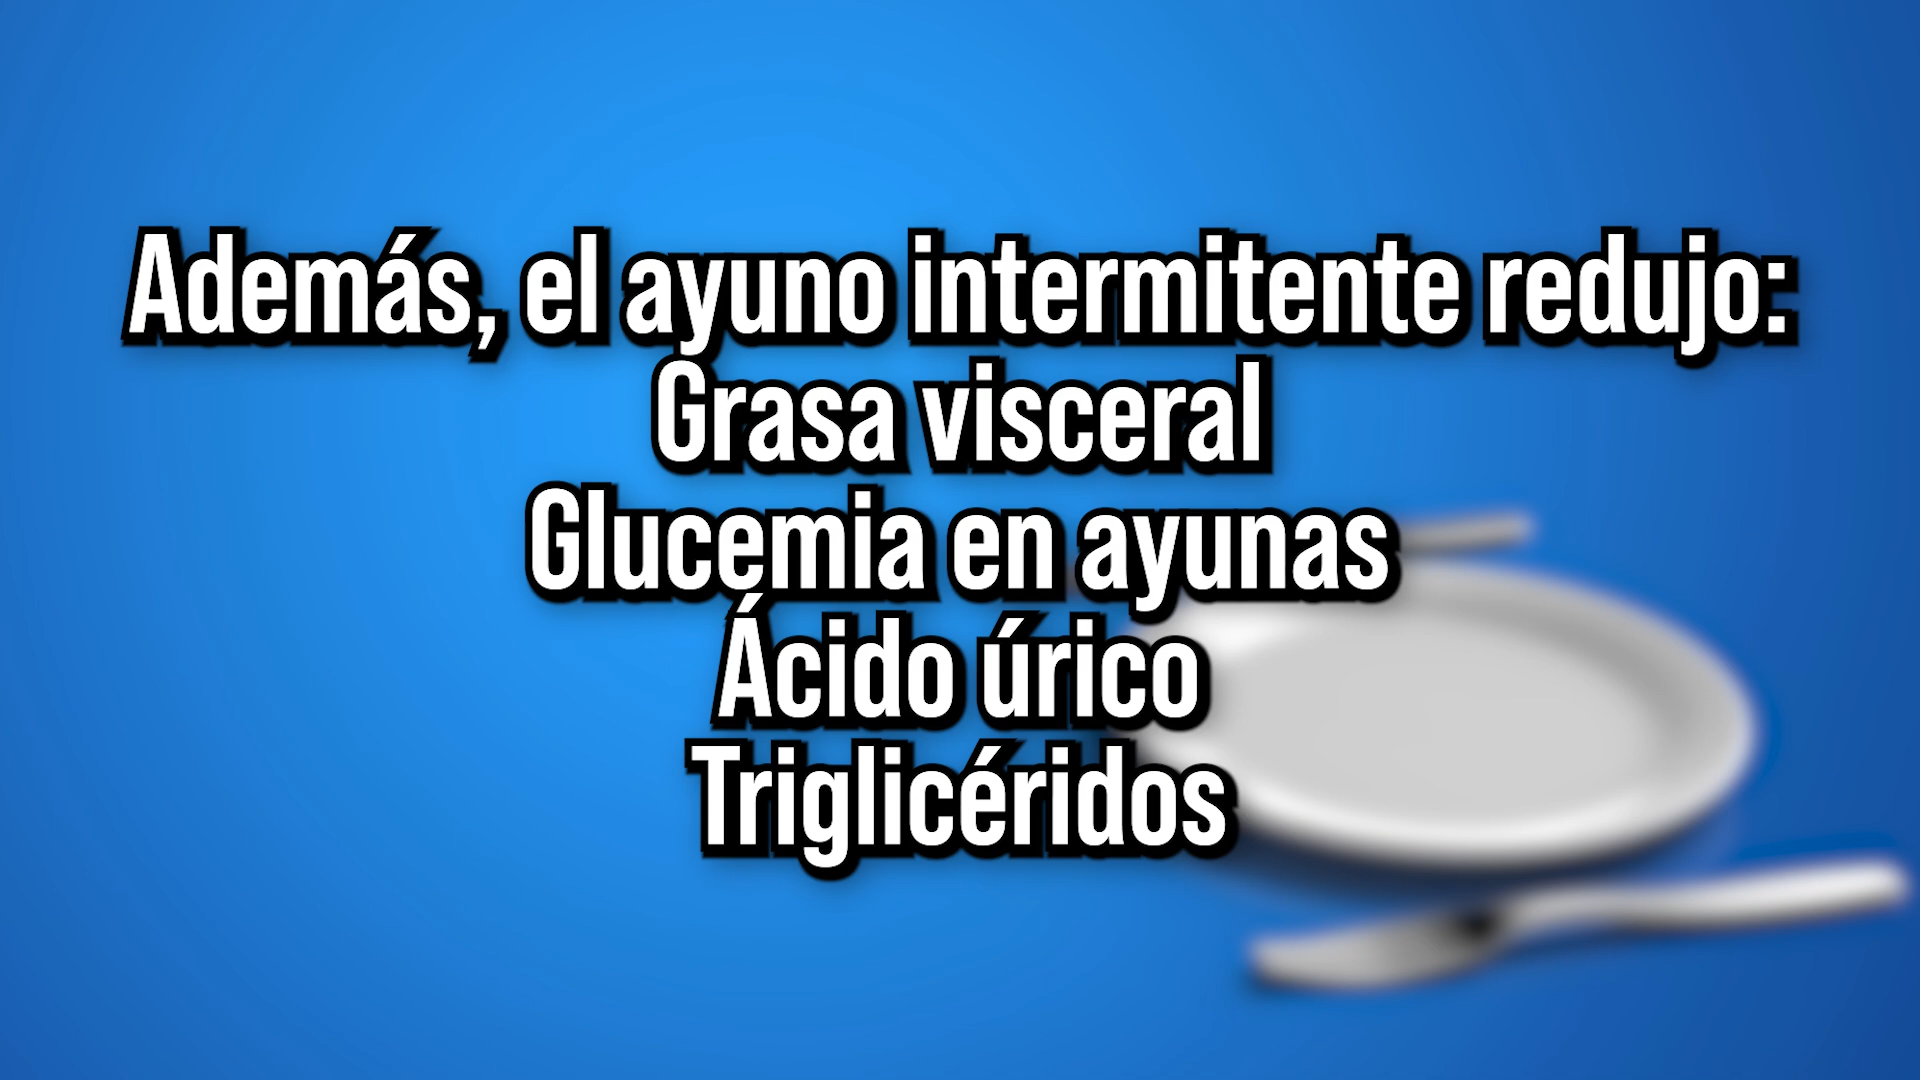 Además, el ayuno intermitente redujo:
Grasa visceral
Glucemia en ayunas
Ácido úrico
Triglicéridos